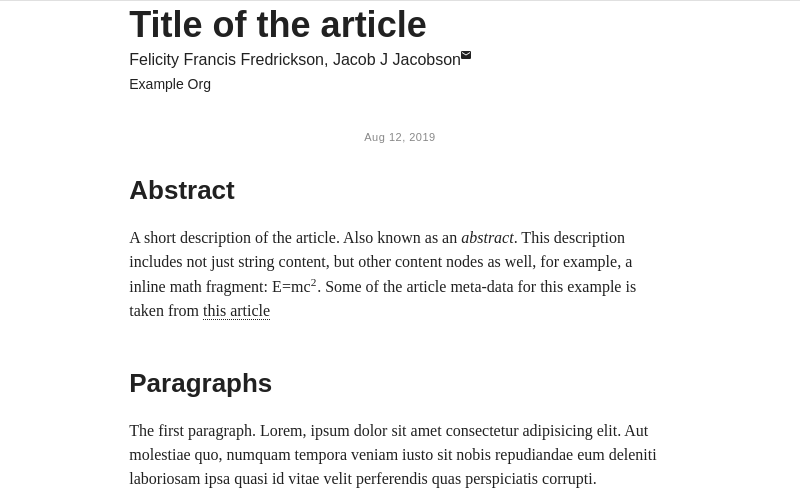 Title of the article
Felicity Francis Fredrickson, Jacob J Jacobson
Example Org
Aug 12, 2019
Abstract
A short description of the article. Also known as an abstract. This description
includes not just string content, but other content nodes as well, for example, a
inline math fragment: E=mc². Some of the article meta-data for this example is
taken from this article
Paragraphs
The first paragraph. Lorem, ipsum dolor sit amet consectetur adipisicing elit. Aut
molestiae quo, numquam tempora veniam iusto sit nobis repudiandae eum deleniti
laboriosam ipsa quasi id vitae velit perferendis quas perspiciatis corrupti.